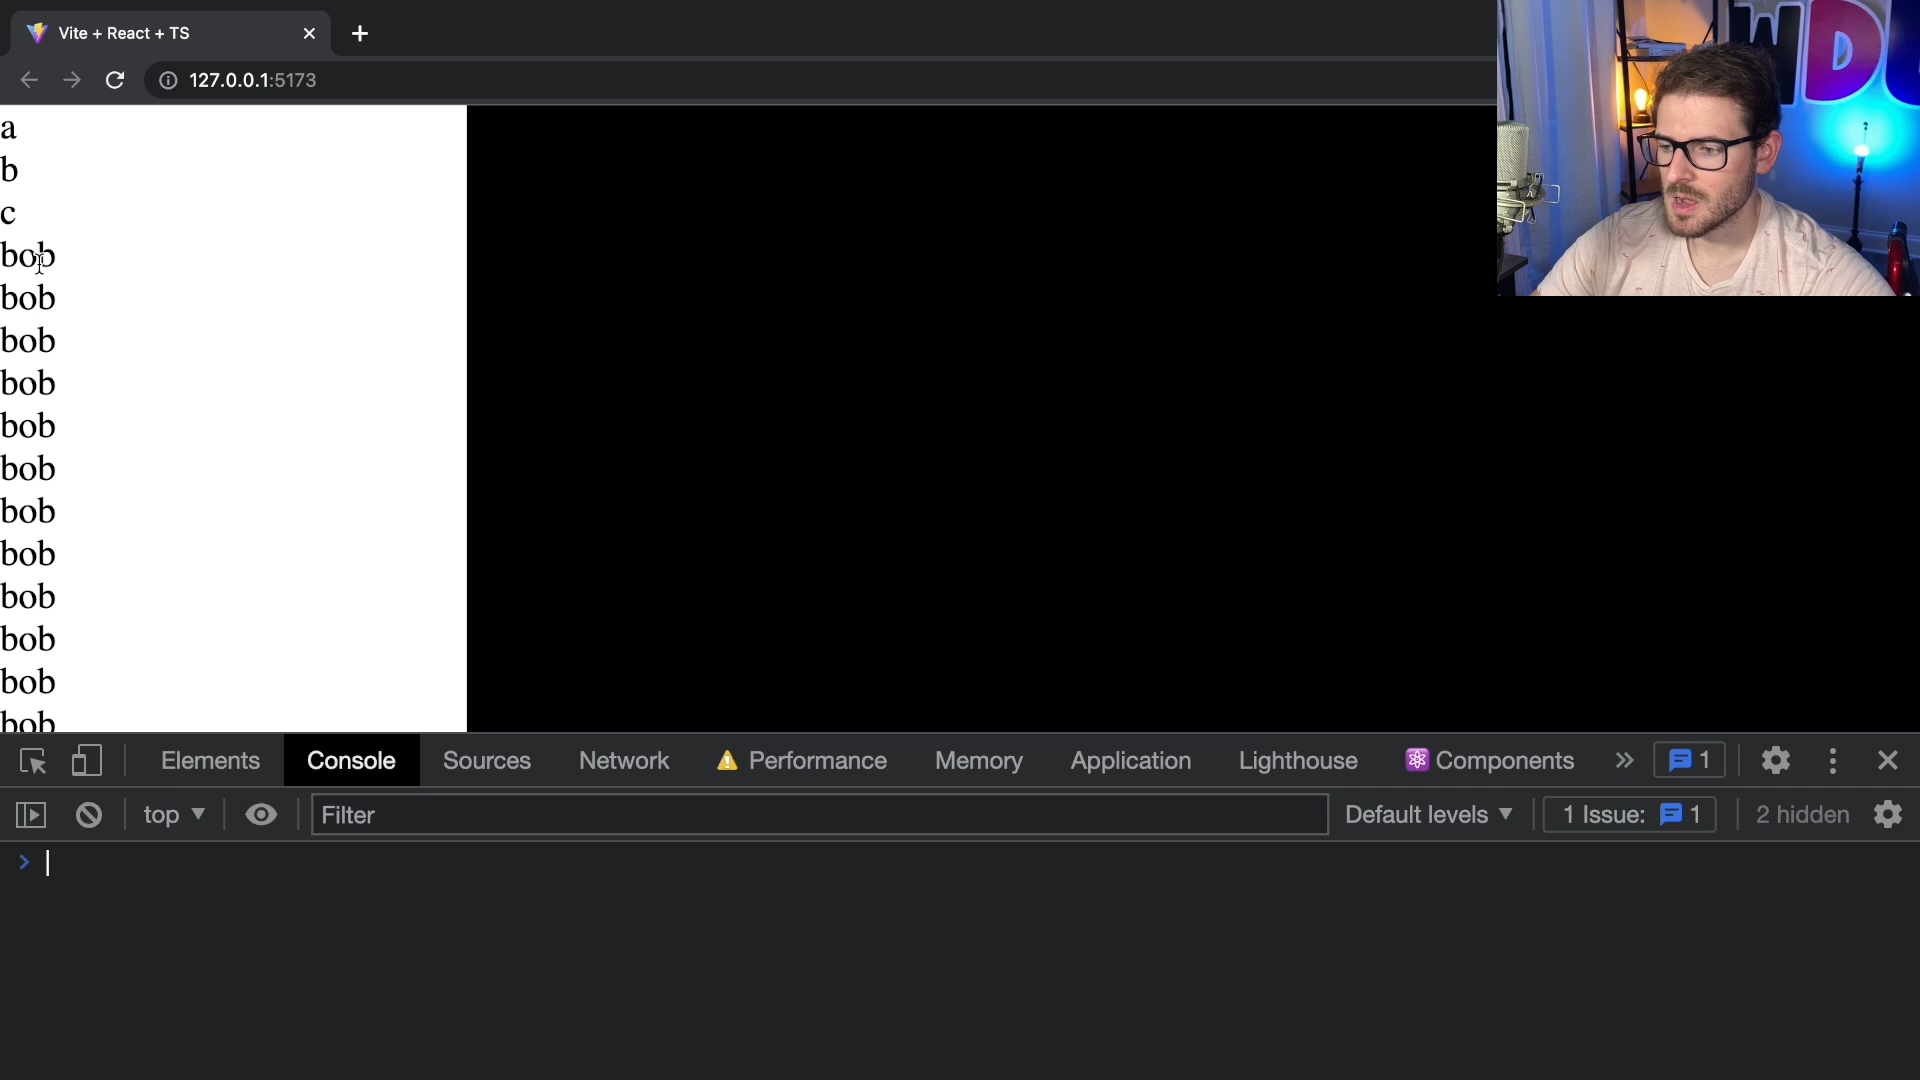 Vite + React + TS
127.0.0.1:5173
a
b
c
bob
bob
bob
bob
bob
bob
bob
bob
bob
bob
bob
bob
Elements Console Sources Network Performance Memory Application Lighthouse Components » 1
top Filter Default levels 1 Issue: 1 2 hidden
>
WD